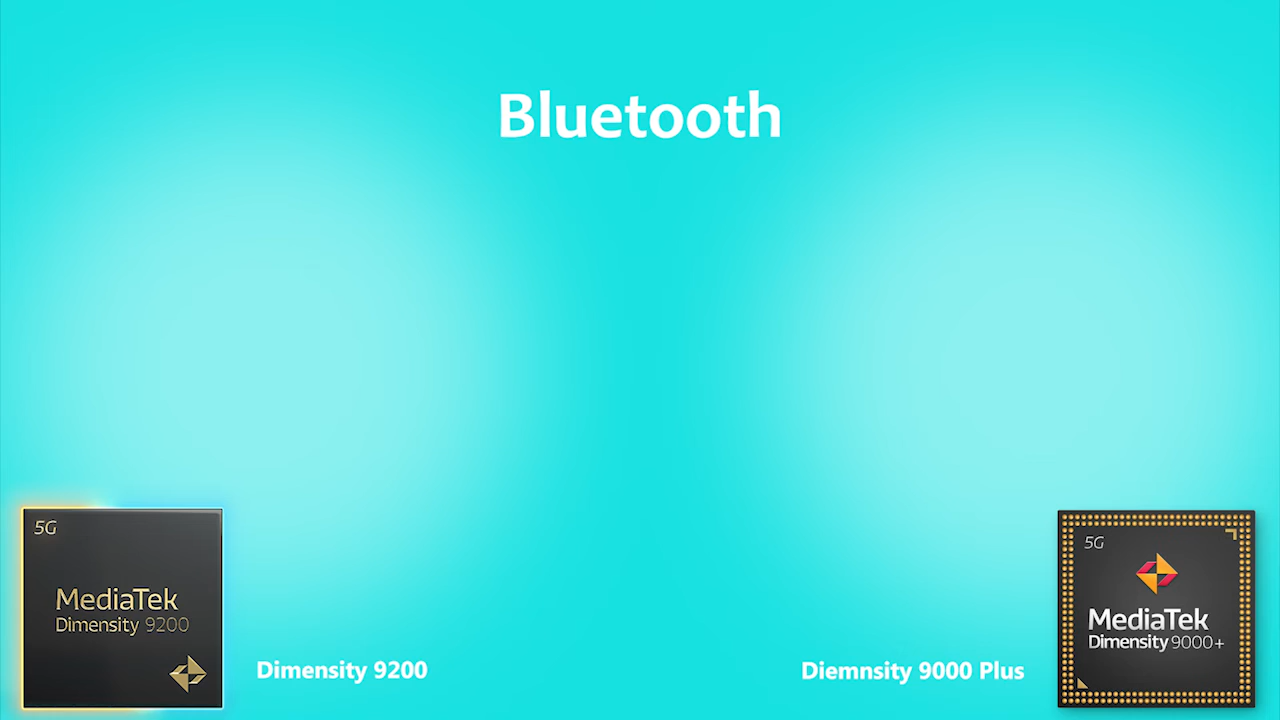 Bluetooth
5G
MediaTek
Dimensity 9200
Dimensity 9200
Diemnsity 9000 Plus
5G
MediaTek
Dimensity 9000+